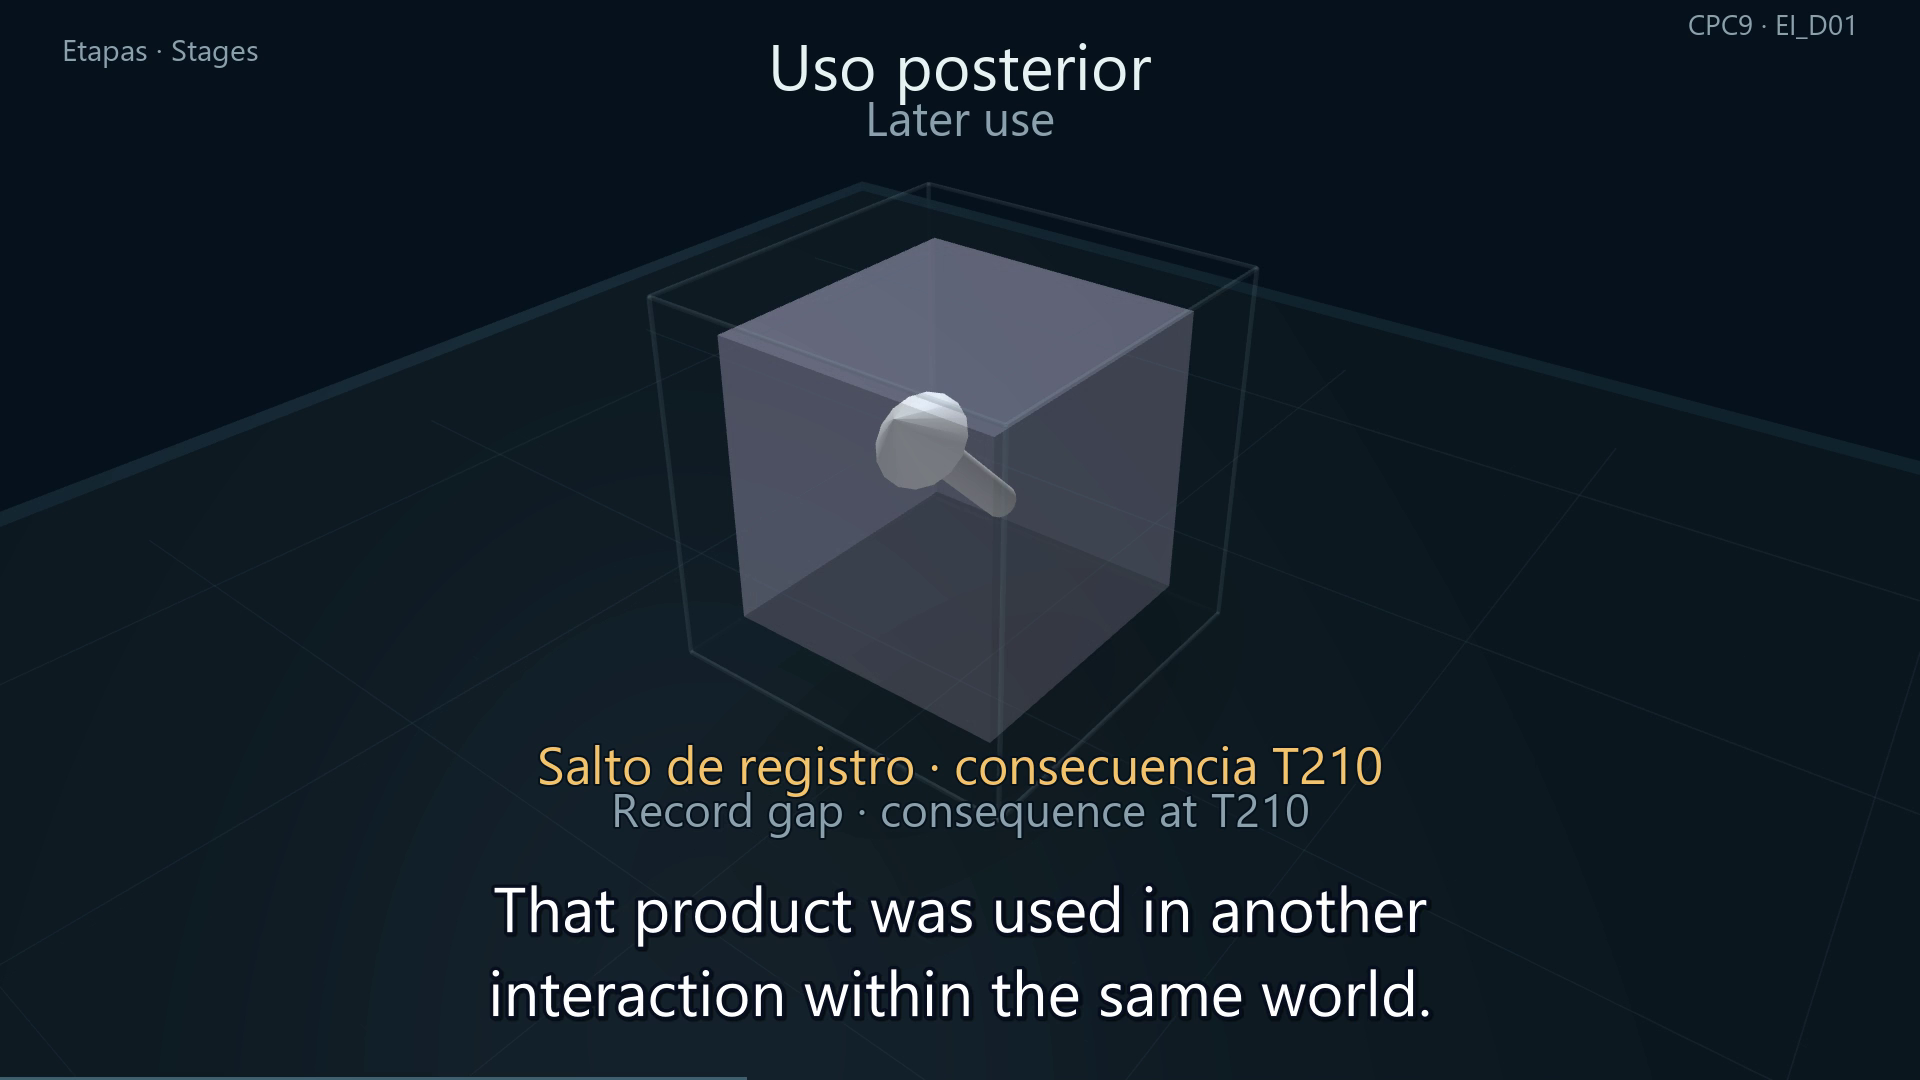 Etapas · Stages
CPC9 · EI_D01
Uso posterior
Later use
Salto de registro · consecuencia T210
Record gap · consequence at T210
That product was used in another
interaction within the same world.